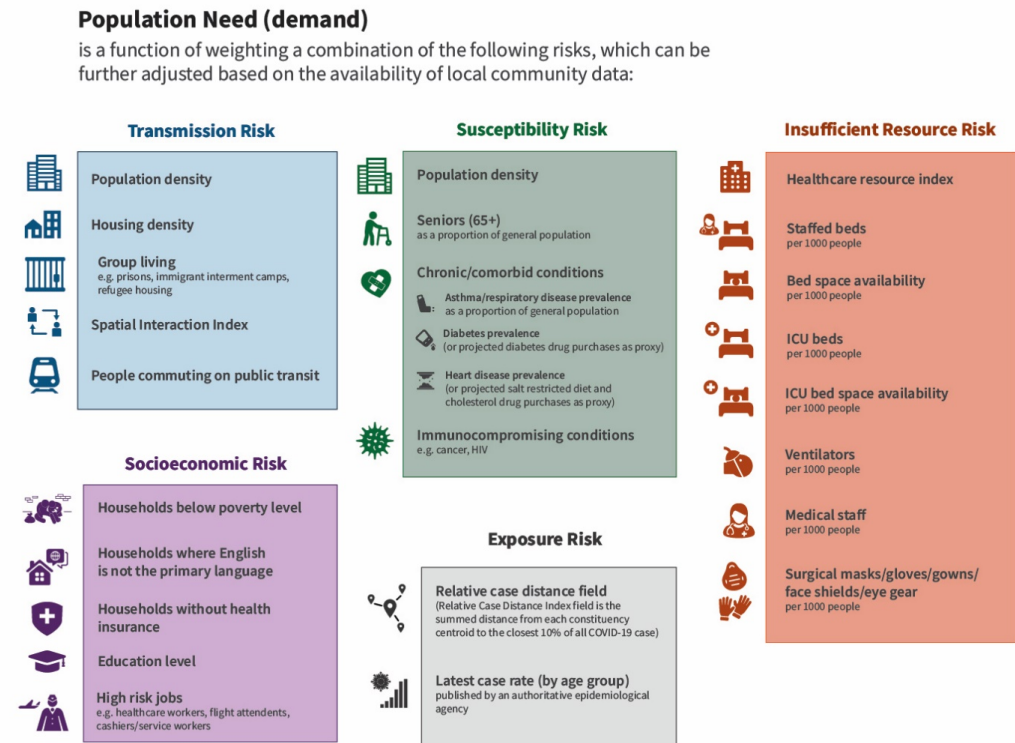 Population Need (demand)
is a function of weighting a combination of the following risks, which can be
further adjusted based on the availability of local community data:
Transmission Risk
Population density
Housing density
Group living
e.g. prisons, immigrant interment camps,
refugee housing
Spatial Interaction Index
People commuting on public transit
Socioeconomic Risk
Households below poverty level
Households where English
is not the primary language
Households without health
insurance
Education level
High risk jobs
e.g. healthcare workers, flight attendents,
cashiers/service workers
Susceptibility Risk
Population density
Seniors (65+)
as a proportion of general population
Chronic/comorbid conditions
Asthma/respiratory disease prevalence
as a proportion of general population
Diabetes prevalence
(or projected diabetes drug purchases as proxy)
Heart disease prevalence
(or projected salt restricted diet and
cholesterol drug purchases as proxy)
Immunocompromising conditions
e.g. cancer, HIV
Exposure Risk
Relative case distance field
(Relative Case Distance Index field is the
summed distance from each constituency
centroid to the closest 10% of all COVID-19 case)
Latest case rate (by age group)
published by an authoritative epidemiological
agency
Insufficient Resource Risk
Healthcare resource index
Staffed beds
per 1000 people
Bed space availability
per 1000 people
ICU beds
per 1000 people
ICU bed space availability
per 1000 people
Ventilators
per 1000 people
Medical staff
per 1000 people
Surgical masks/gloves/gowns/
face shields/eye gear
per 1000 people